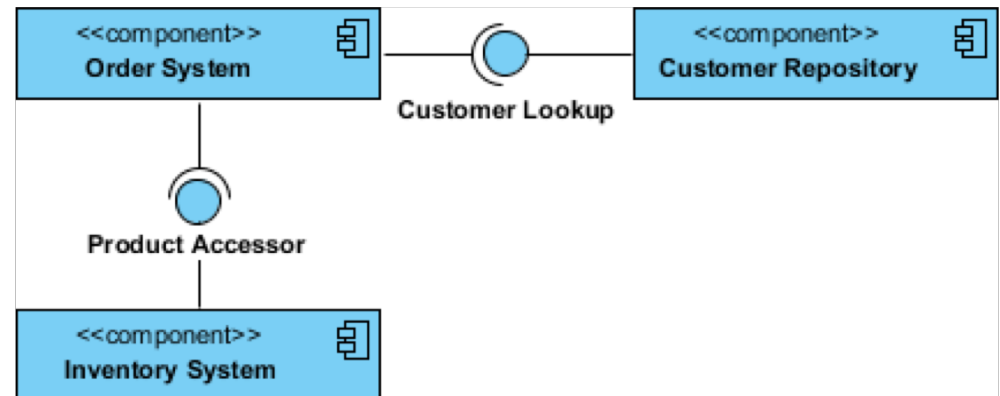 <<component>>
Order System
<<component>>
Customer Repository
Customer Lookup
Product Accessor
<<component>>
Inventory System